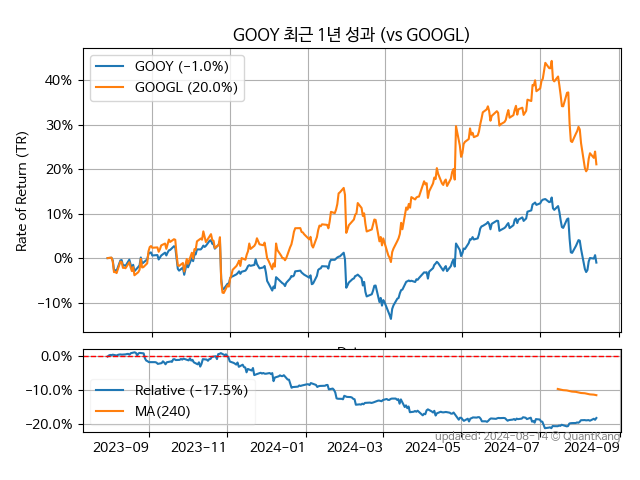 GOOY 최근 1년 성과 (vs GOOGL)
GOOY (−1.0%)
GOOGL (20.0%)
Rate of Return (TR)
40%
30%
20%
10%
0%
−10%
0.0%
−10.0%
−20.0%
Relative (−17.5%)
MA(240)
updated: 2024-08-14 © QuantKang
2023−09
2023−11
2024−01
2024−03
2024−05
2024−07
2024−09